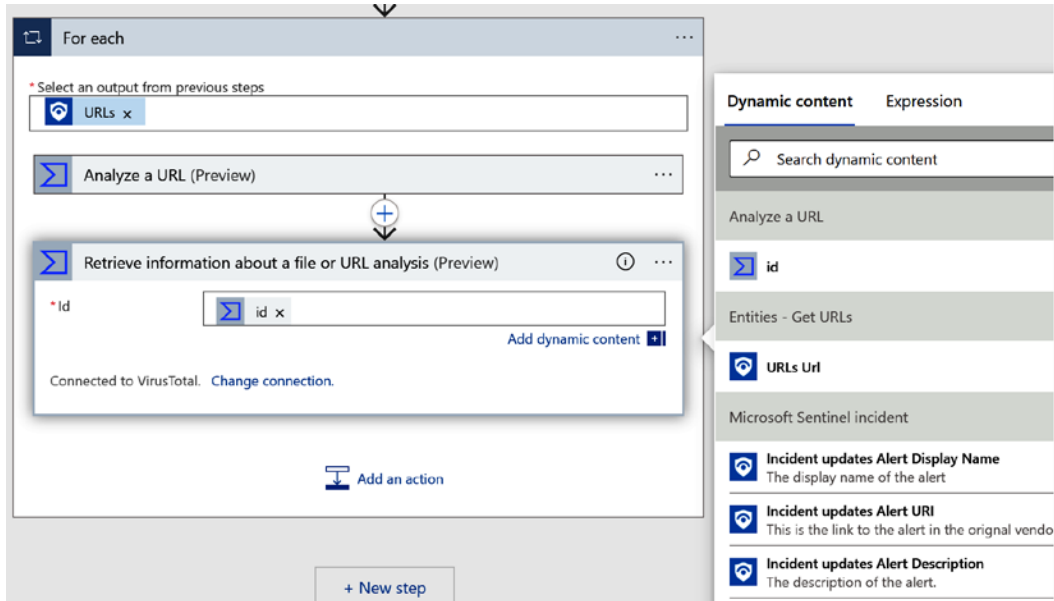 For each
* Select an output from previous steps
URLs ×
Analyze a URL (Preview)
Retrieve information about a file or URL analysis (Preview)
* Id
id ×
Add dynamic content
Connected to VirusTotal. Change connection.
Add an action
+ New step
Dynamic content Expression
Search dynamic content
Analyze a URL
id
Entities - Get URLs
URLs Url
Microsoft Sentinel incident
Incident updates Alert Display Name
The display name of the alert
Incident updates Alert URI
This is the link to the alert in the orignal vendo
Incident updates Alert Description
The description of the alert.